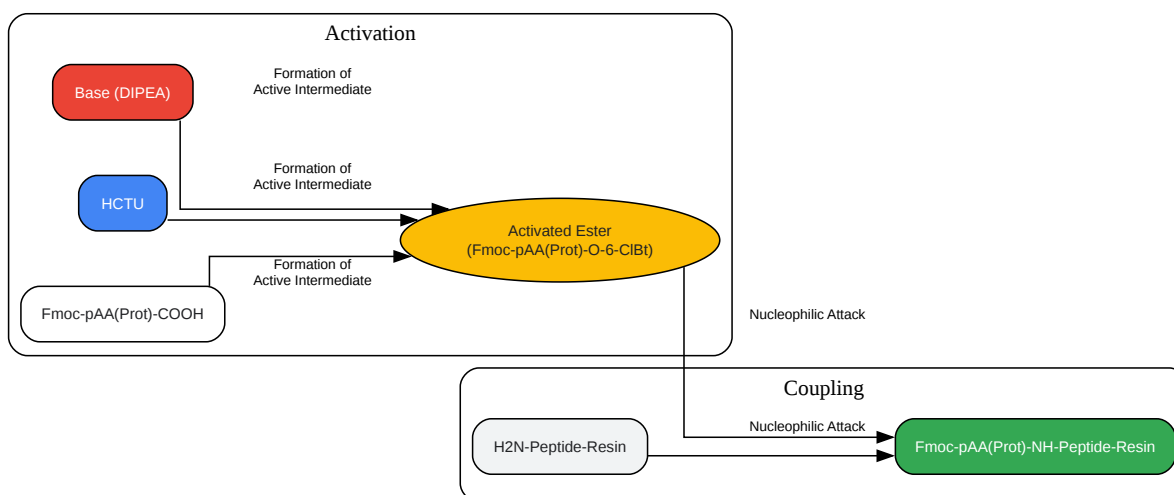 Activation
Formation of
Active Intermediate
Base (DIPEA)
Formation of
Active Intermediate
HCTU
Activated Ester
(Fmoc-pAA(Prot)-O-6-ClBt)
Formation of
Active Intermediate
Fmoc-pAA(Prot)-COOH
Nucleophilic Attack
Coupling
Nucleophilic Attack
H2N-Peptide-Resin
Fmoc-pAA(Prot)-NH-Peptide-Resin